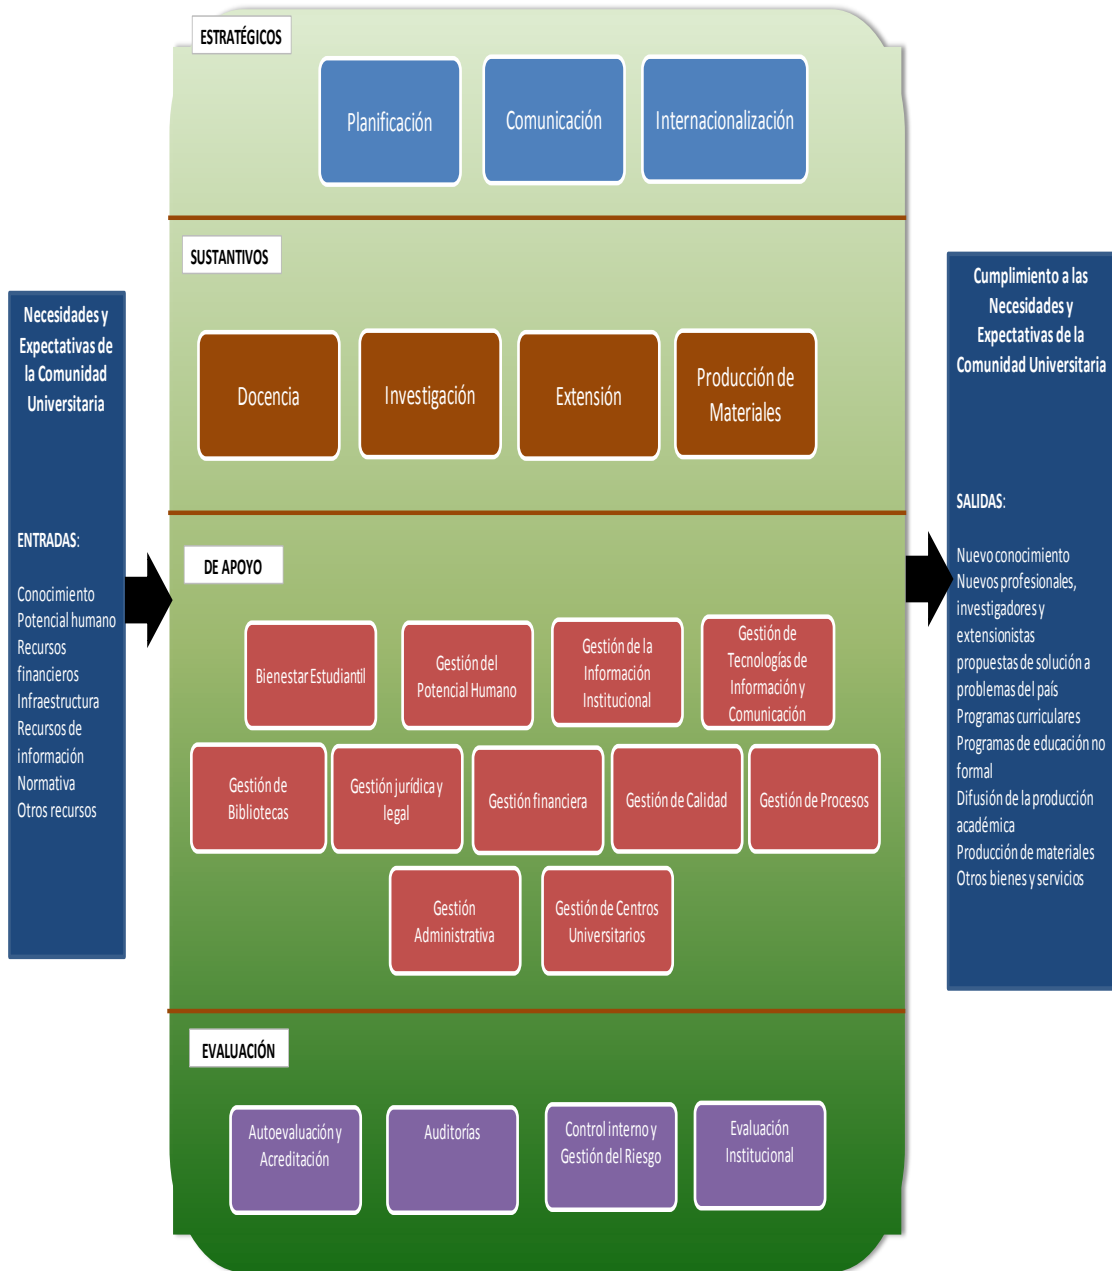 ESTRATÉGICOS
Planificación
Comunicación
Internacionalización
SUSTANTIVOS
Docencia
Investigación
Extensión
Producción de
Materiales
DE APOYO
Bienestar Estudiantil
Gestión del
Potencial Humano
Gestión de la
Información
Institucional
Gestión de
Tecnologías de
Información y
Comunicación
Gestión de
Bibliotecas
Gestión jurídica y
legal
Gestión financiera
Gestión de Calidad
Gestión de Procesos
Gestión
Administrativa
Gestión de Centros
Universitarios
EVALUACIÓN
Autoevaluación y
Acreditación
Auditorías
Control interno y
Gestión del Riesgo
Evaluación
Institucional
Necesidades y
Expectativas de
la Comunidad
Universitaria
ENTRADAS:
Conocimiento
Potencial humano
Recursos
financieros
Infraestructura
Recursos de
información
Normativa
Otros recursos
Cumplimiento a las
Necesidades y
Expectativas de la
Comunidad Universitaria
SALIDAS:
Nuevo conocimiento
Nuevos profesionales,
investigadores y
extensionistas
propuestas de solución a
problemas del país
Programas curriculares
Programas de educación no
formal
Difusión de la producción
académica
Producción de materiales
Otros bienes y servicios